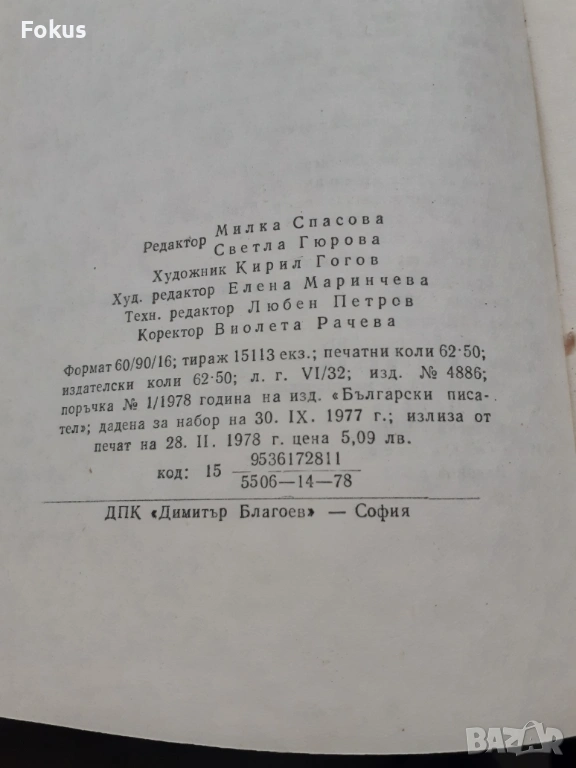 Fokus
Милка Спасова
Редактор
Светла Гюрова
Художник Кирил Гогов
Худ. редактор Елена Маринчева
Техн. редактор Любен Петров
Коректор Виолета Рачева
Формат 60/90/16; тираж 15113 екз.; печатни коли 62·50;
издателски коли 62·50; л. г. VI/32; изд. № 4886;
поръчка № 1/1978 година на изд. «Български писа-
тел»; дадена за набор на 30. IX. 1977 г.; излиза от
печат на 28. II. 1978 г. цена 5,09 лв.
9536172811
код: 15
5506—14—78
ДПК «Димитър Благоев» — София
BAZAR